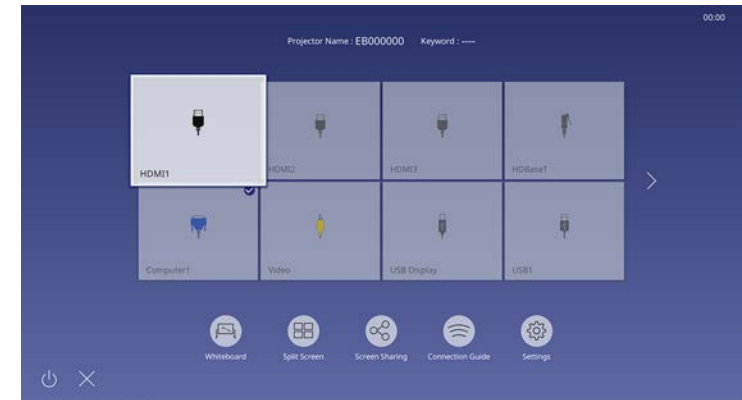 00:00
Projector Name : EB000000 Keyword : ----
HDMI1 HDMI2 HDMI3 HDBaseT
Computer1 Video USB Display USB1
Whiteboard Split Screen Screen Sharing Connection Guide Settings